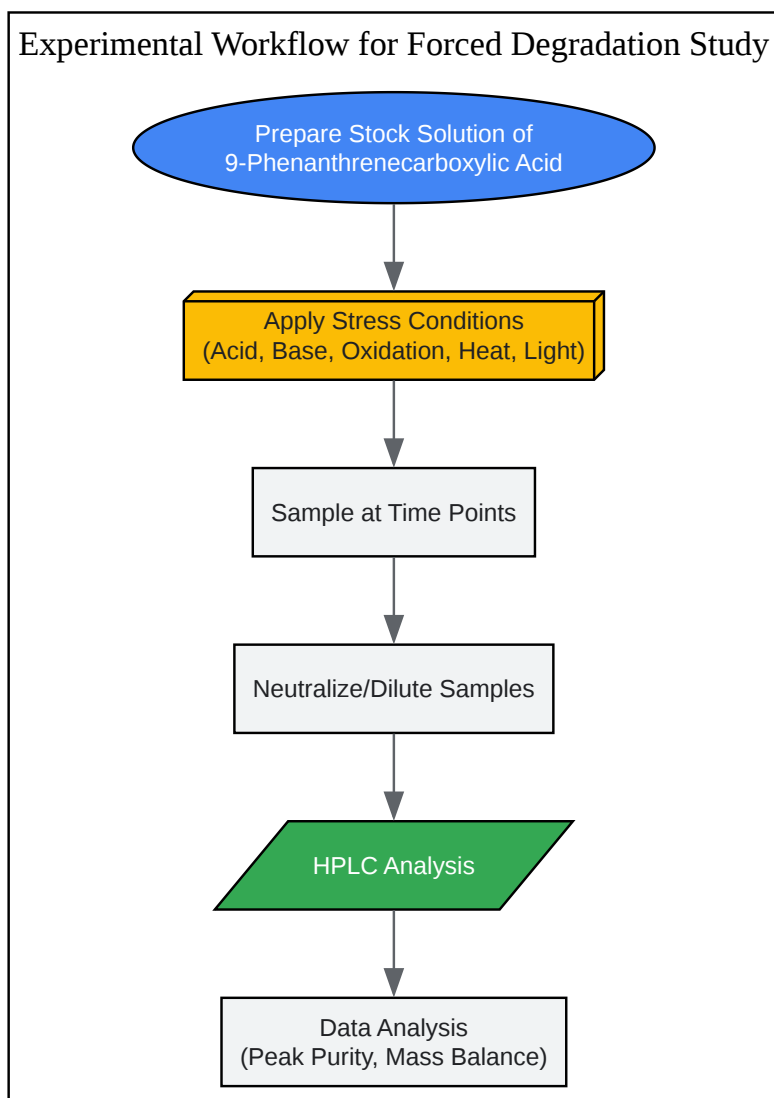 Experimental Workflow for Forced Degradation Study
Prepare Stock Solution of
9-Phenanthrenecarboxylic Acid
Apply Stress Conditions
(Acid, Base, Oxidation, Heat, Light)
Sample at Time Points
Neutralize/Dilute Samples
HPLC Analysis
Data Analysis
(Peak Purity, Mass Balance)